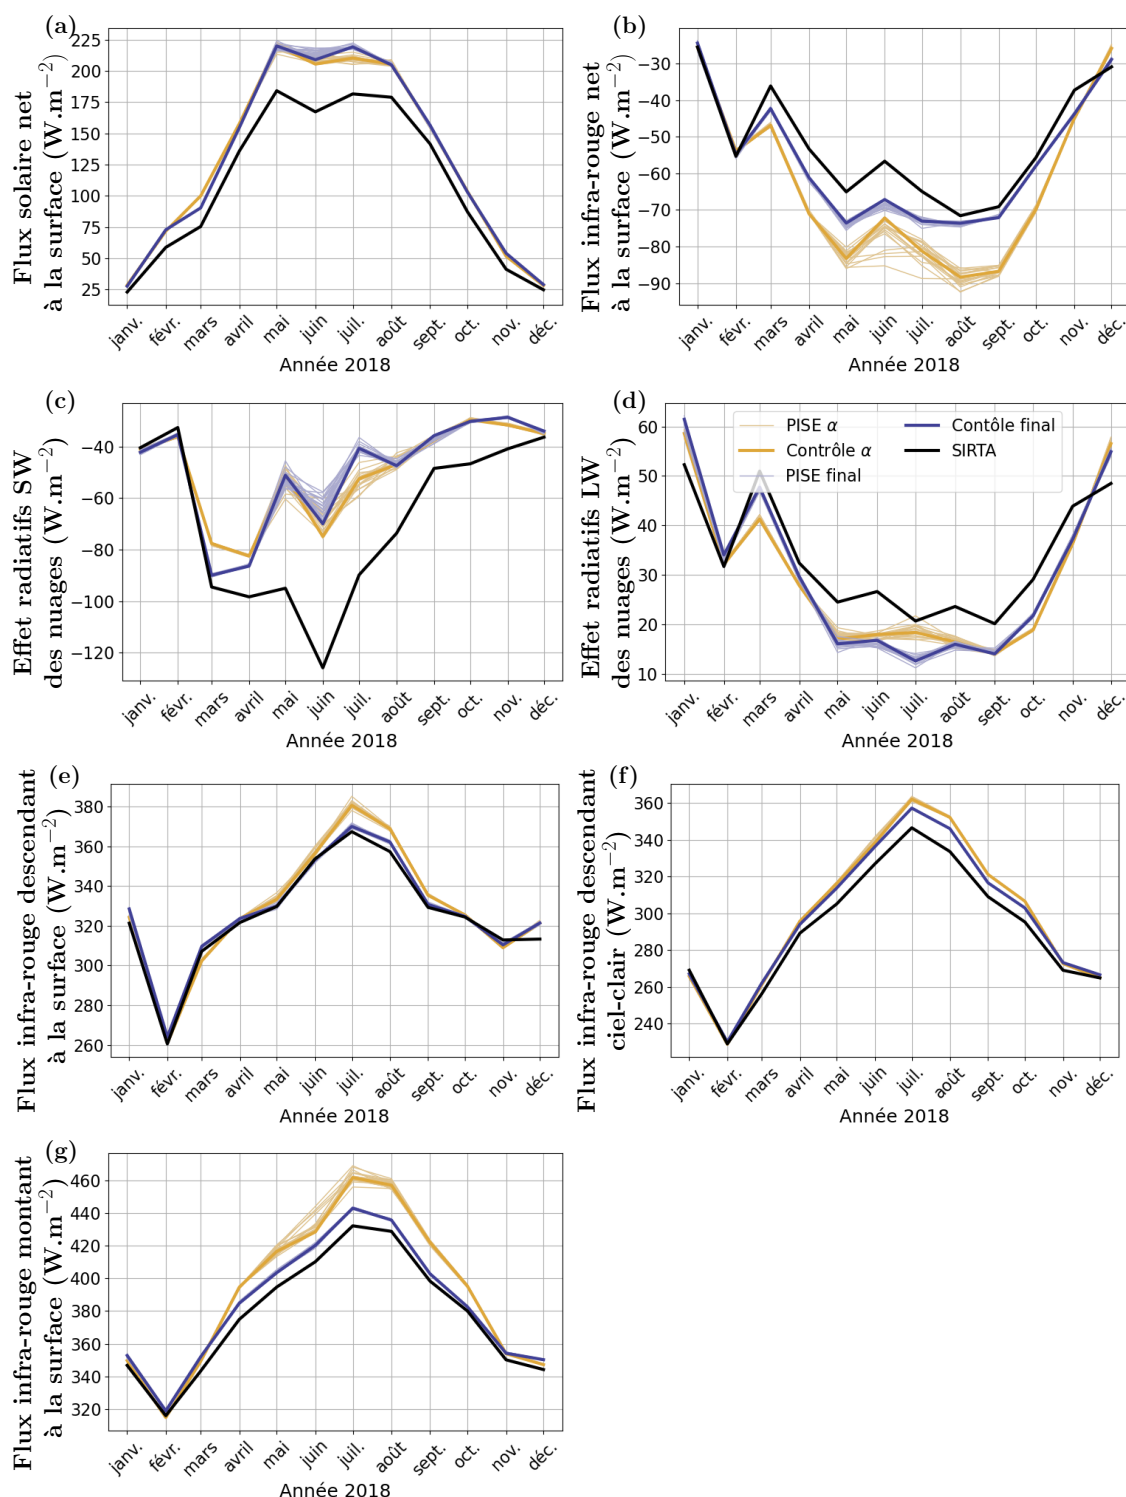 (a)
Flux solaire net
à la surface (W.m−2)
225
200
175
150
125
100
75
50
25
janv. févr. mars avril mai juin juil. août sept. oct. nov. déc.
Année 2018
(b)
Flux infra-rouge net
à la surface (W.m−2)
−30
−40
−50
−60
−70
−80
−90
janv. févr. mars avril mai juin juil. août sept. oct. nov. déc.
Année 2018
(c)
Effet radiatifs SW
des nuages (W.m−2)
−40
−60
−80
−100
−120
janv. févr. mars avril mai juin juil. août sept. oct. nov. déc.
Année 2018
(d)
Effet radiatifs LW
des nuages (W.m−2)
60
50
40
30
20
10
PISE α
Contrôle α
PISE final
Contôle final
SIRTA
janv. févr. mars avril mai juin juil. août sept. oct. nov. déc.
Année 2018
(e)
Flux infra-rouge descendant
à la surface (W.m−2)
380
360
340
320
300
280
260
janv. févr. mars avril mai juin juil. août sept. oct. nov. déc.
Année 2018
(f)
Flux infra-rouge descendant
ciel-clair (W.m−2)
360
340
320
300
280
260
240
janv. févr. mars avril mai juin juil. août sept. oct. nov. déc.
Année 2018
(g)
Flux infra-rouge montant
à la surface (W.m−2)
460
440
420
400
380
360
340
320
janv. févr. mars avril mai juin juil. août sept. oct. nov. déc.
Année 2018